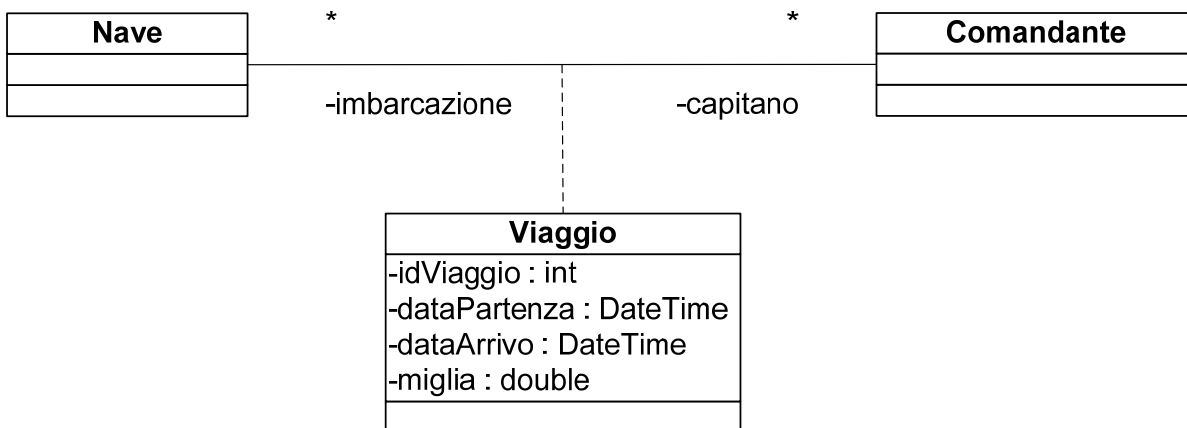 * *
Nave
Comandante
-imbarcazione
-capitano
Viaggio
-idViaggio : int
-dataPartenza : DateTime
-dataArrivo : DateTime
-miglia : double